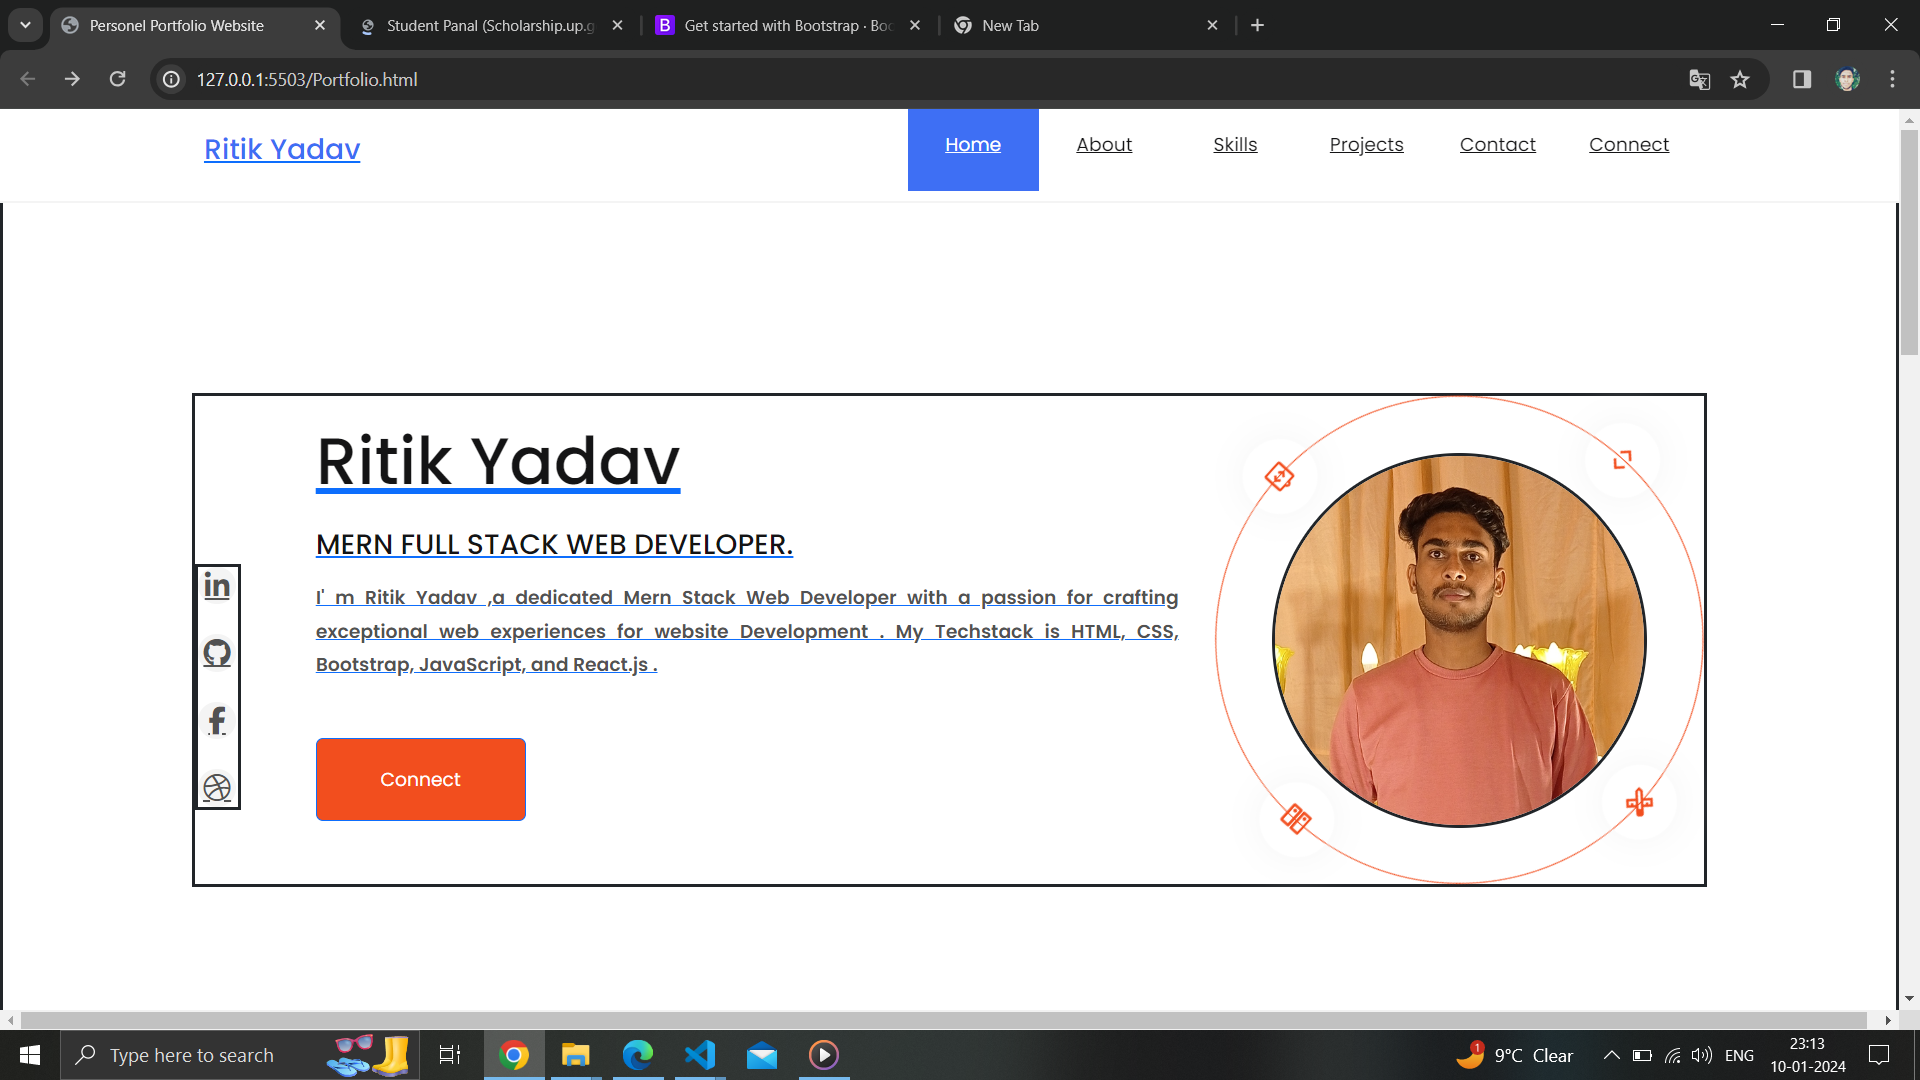 Personel Portfolio Website
Student Panal (Scholarship.up.g
Get started with Bootstrap · Boo
New Tab
127.0.0.1:5503/Portfolio.html
Ritik Yadav
Home
About
Skills
Projects
Contact
Connect
Ritik Yadav
MERN FULL STACK WEB DEVELOPER.
I' m Ritik Yadav ,a dedicated Mern Stack Web Developer with a passion for crafting
exceptional web experiences for website Development . My Techstack is HTML, CSS,
Bootstrap, JavaScript, and React.js .
Connect
Type here to search
1
9°C Clear
ENG
23:13
10-01-2024